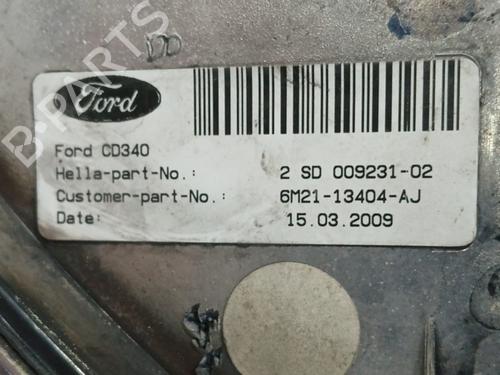 B-PARTS
Ford
Ford CD340
Hella-part-No.: 2 SD 009231-02
Customer-part-No.: 6M21-13404-AJ
Date: 15.03.2009